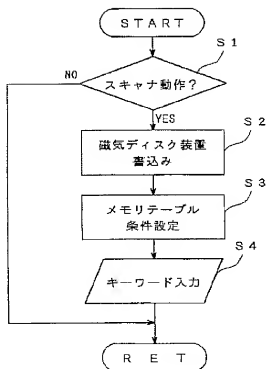 START
S1
スキャナ動作?
NO
YES
S2
磁気ディスク装置
書込み
S3
メモリテーブル
条件設定
S4
キーワード入力
RET